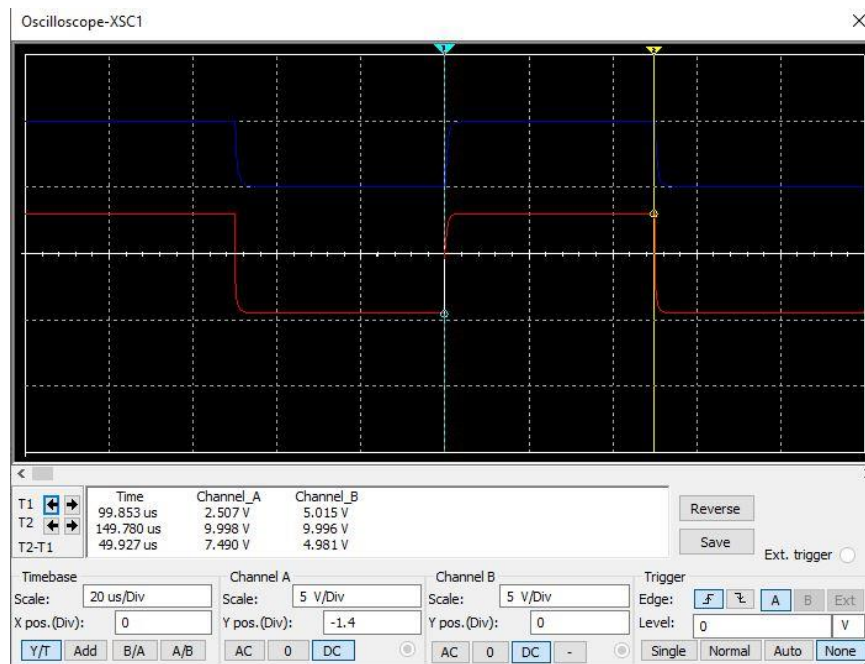 Oscilloscope-XSC1
1
2
T1
T2
T2-T1
Time Channel_A Channel_B
99.853 us 2.507 V 5.015 V
149.780 us 9.998 V 9.996 V
49.927 us 7.490 V 4.981 V
Reverse
Save
Ext. trigger
Timebase
Scale: 20 us/Div
X pos.(Div): 0
Y/T Add B/A A/B
Channel A
Scale: 5 V/Div
Y pos.(Div): -1.4
AC 0 DC
Channel B
Scale: 5 V/Div
Y pos.(Div): 0
AC 0 DC -
Trigger
Edge: A B Ext
Level: 0 V
Single Normal Auto None